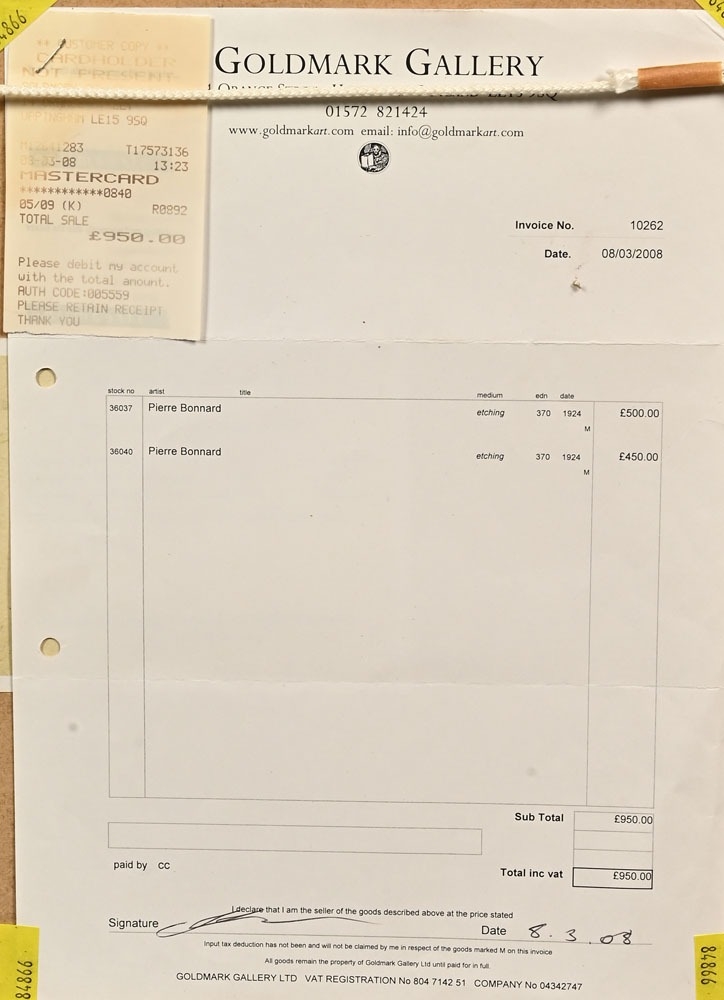 84866
** CUSTOMER COPY **
CARDHOLDER
NOT PRESENT
UPPINGHAM LE15 9SQ
T17573136
-03-08 13:23
MASTERCARD
************0840
05/09 (K) R0892
TOTAL SALE
£950.00
Please debit my account
with the total amount.
AUTH CODE:005559
PLEASE RETAIN RECEIPT
THANK YOU
GOLDMARK GALLERY
01572 821424
www.goldmarkart.com email: info@goldmarkart.com
Invoice No. 10262
Date. 08/03/2008
stock no artist title medium edn date
36037 Pierre Bonnard etching 370 1924 £500.00
M
36040 Pierre Bonnard etching 370 1924 £450.00
M
Sub Total £950.00
paid by cc
Total inc vat £950.00
I declare that I am the seller of the goods described above at the price stated
Signature Date 8.3.08
Input tax deduction has not been and will not be claimed by me in respect of the goods marked M on this invoice
All goods remain the property of Goldmark Gallery Ltd until paid for in full.
GOLDMARK GALLERY LTD VAT REGISTRATION No 804 7142 51 COMPANY No 04342747
84866
84866